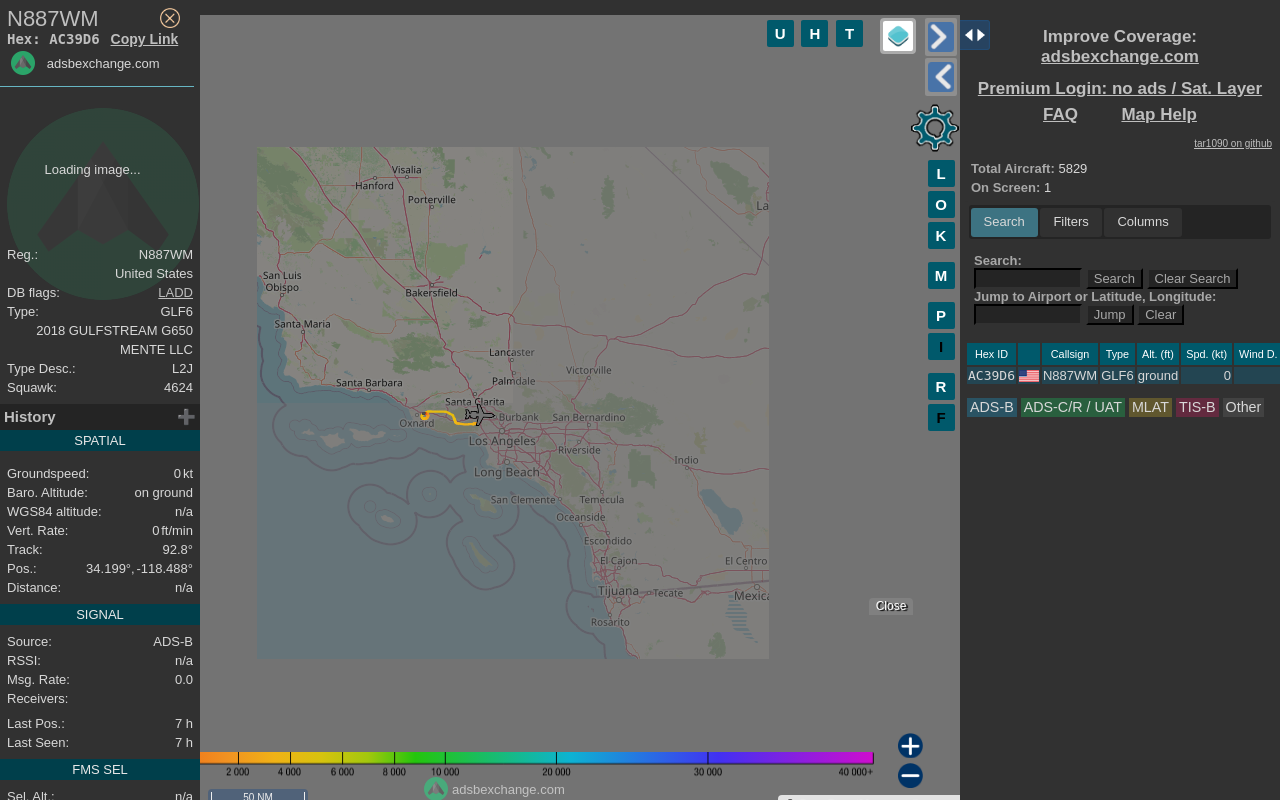 N887WM
Hex: AC39D6 Copy Link
adsbexchange.com
Loading image...
Reg.: N887WM
United States
DB flags: LADD
Type: GLF6
2018 GULFSTREAM G650
MENTE LLC
Type Desc.: L2J
Squawk: 4624
History
SPATIAL
Groundspeed: 0 kt
Baro. Altitude: on ground
WGS84 altitude: n/a
Vert. Rate: 0 ft/min
Track: 92.8°
Pos.: 34.199°, -118.488°
Distance: n/a
SIGNAL
Source: ADS-B
RSSI: n/a
Msg. Rate: 0.0
Receivers:
Last Pos.: 7 h
Last Seen: 7 h
FMS SEL
Sel. Alt.: n/a
U H T
L
O
K
M
P
I
R
F
Visalia
Hanford
Porterville
La
San Luis
Obispo
Bakersfield
Santa Maria
Lancaster
Victorville
Santa Barbara
Palmdale
Santa Clarita
Oxnard
Burbank
San Bernardino
Los Angeles
Riverside
Long Beach
Indio
San Clemente
Temecula
Oceanside
Escondido
El Cajon
El Centro
Tijuana
Tecate
Mexica
Rosarito
Close
2 000 4 000 6 000 8 000 10 000 20 000 30 000 40 000+
adsbexchange.com
50 NM
Improve Coverage:
adsbexchange.com
Premium Login: no ads / Sat. Layer
FAQ Map Help
tar1090 on github
Total Aircraft: 5829
On Screen: 1
Search Filters Columns
Search:
Search Clear Search
Jump to Airport or Latitude, Longitude:
Jump Clear
Hex ID Callsign Type Alt. (ft) Spd. (kt) Wind D.
AC39D6 N887WM GLF6 ground 0
ADS-B ADS-C/R / UAT MLAT TIS-B Other